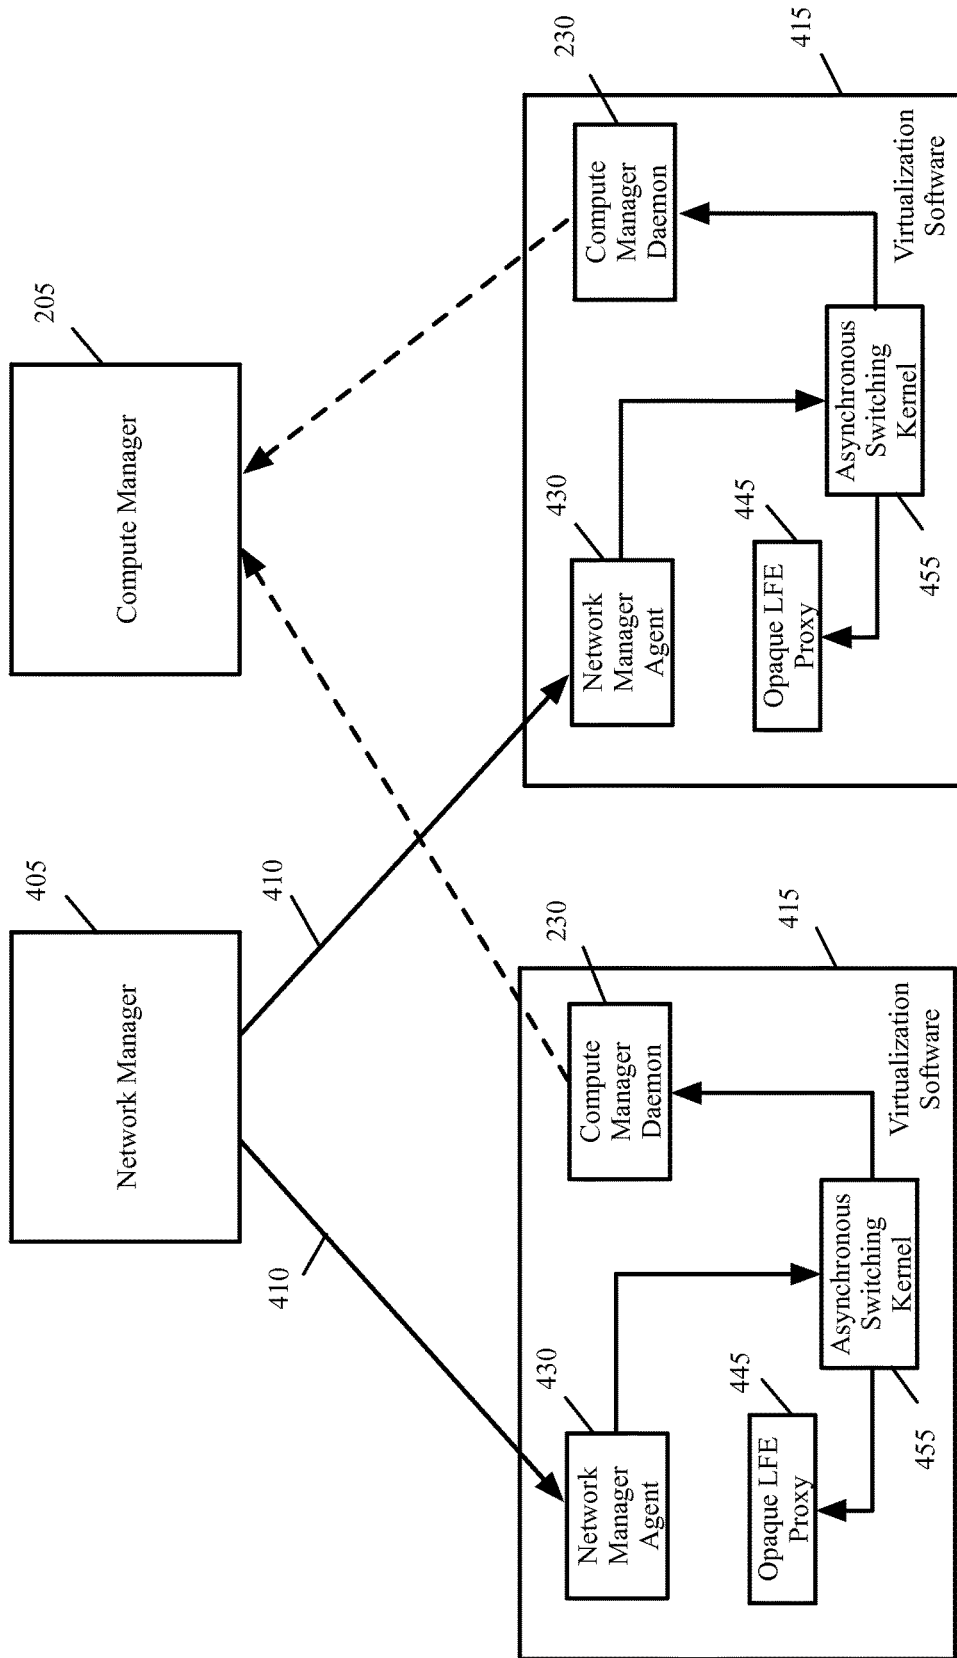 405
Network Manager
205
Compute Manager
410
410
430
Network
Manager
Agent
230
Compute
Manager
Daemon
445
Opaque LFE
Proxy
Asynchronous
Switching
Kernel
455
Virtualization
Software
415
430
Network
Manager
Agent
230
Compute
Manager
Daemon
445
Opaque LFE
Proxy
Asynchronous
Switching
Kernel
455
Virtualization
Software
415